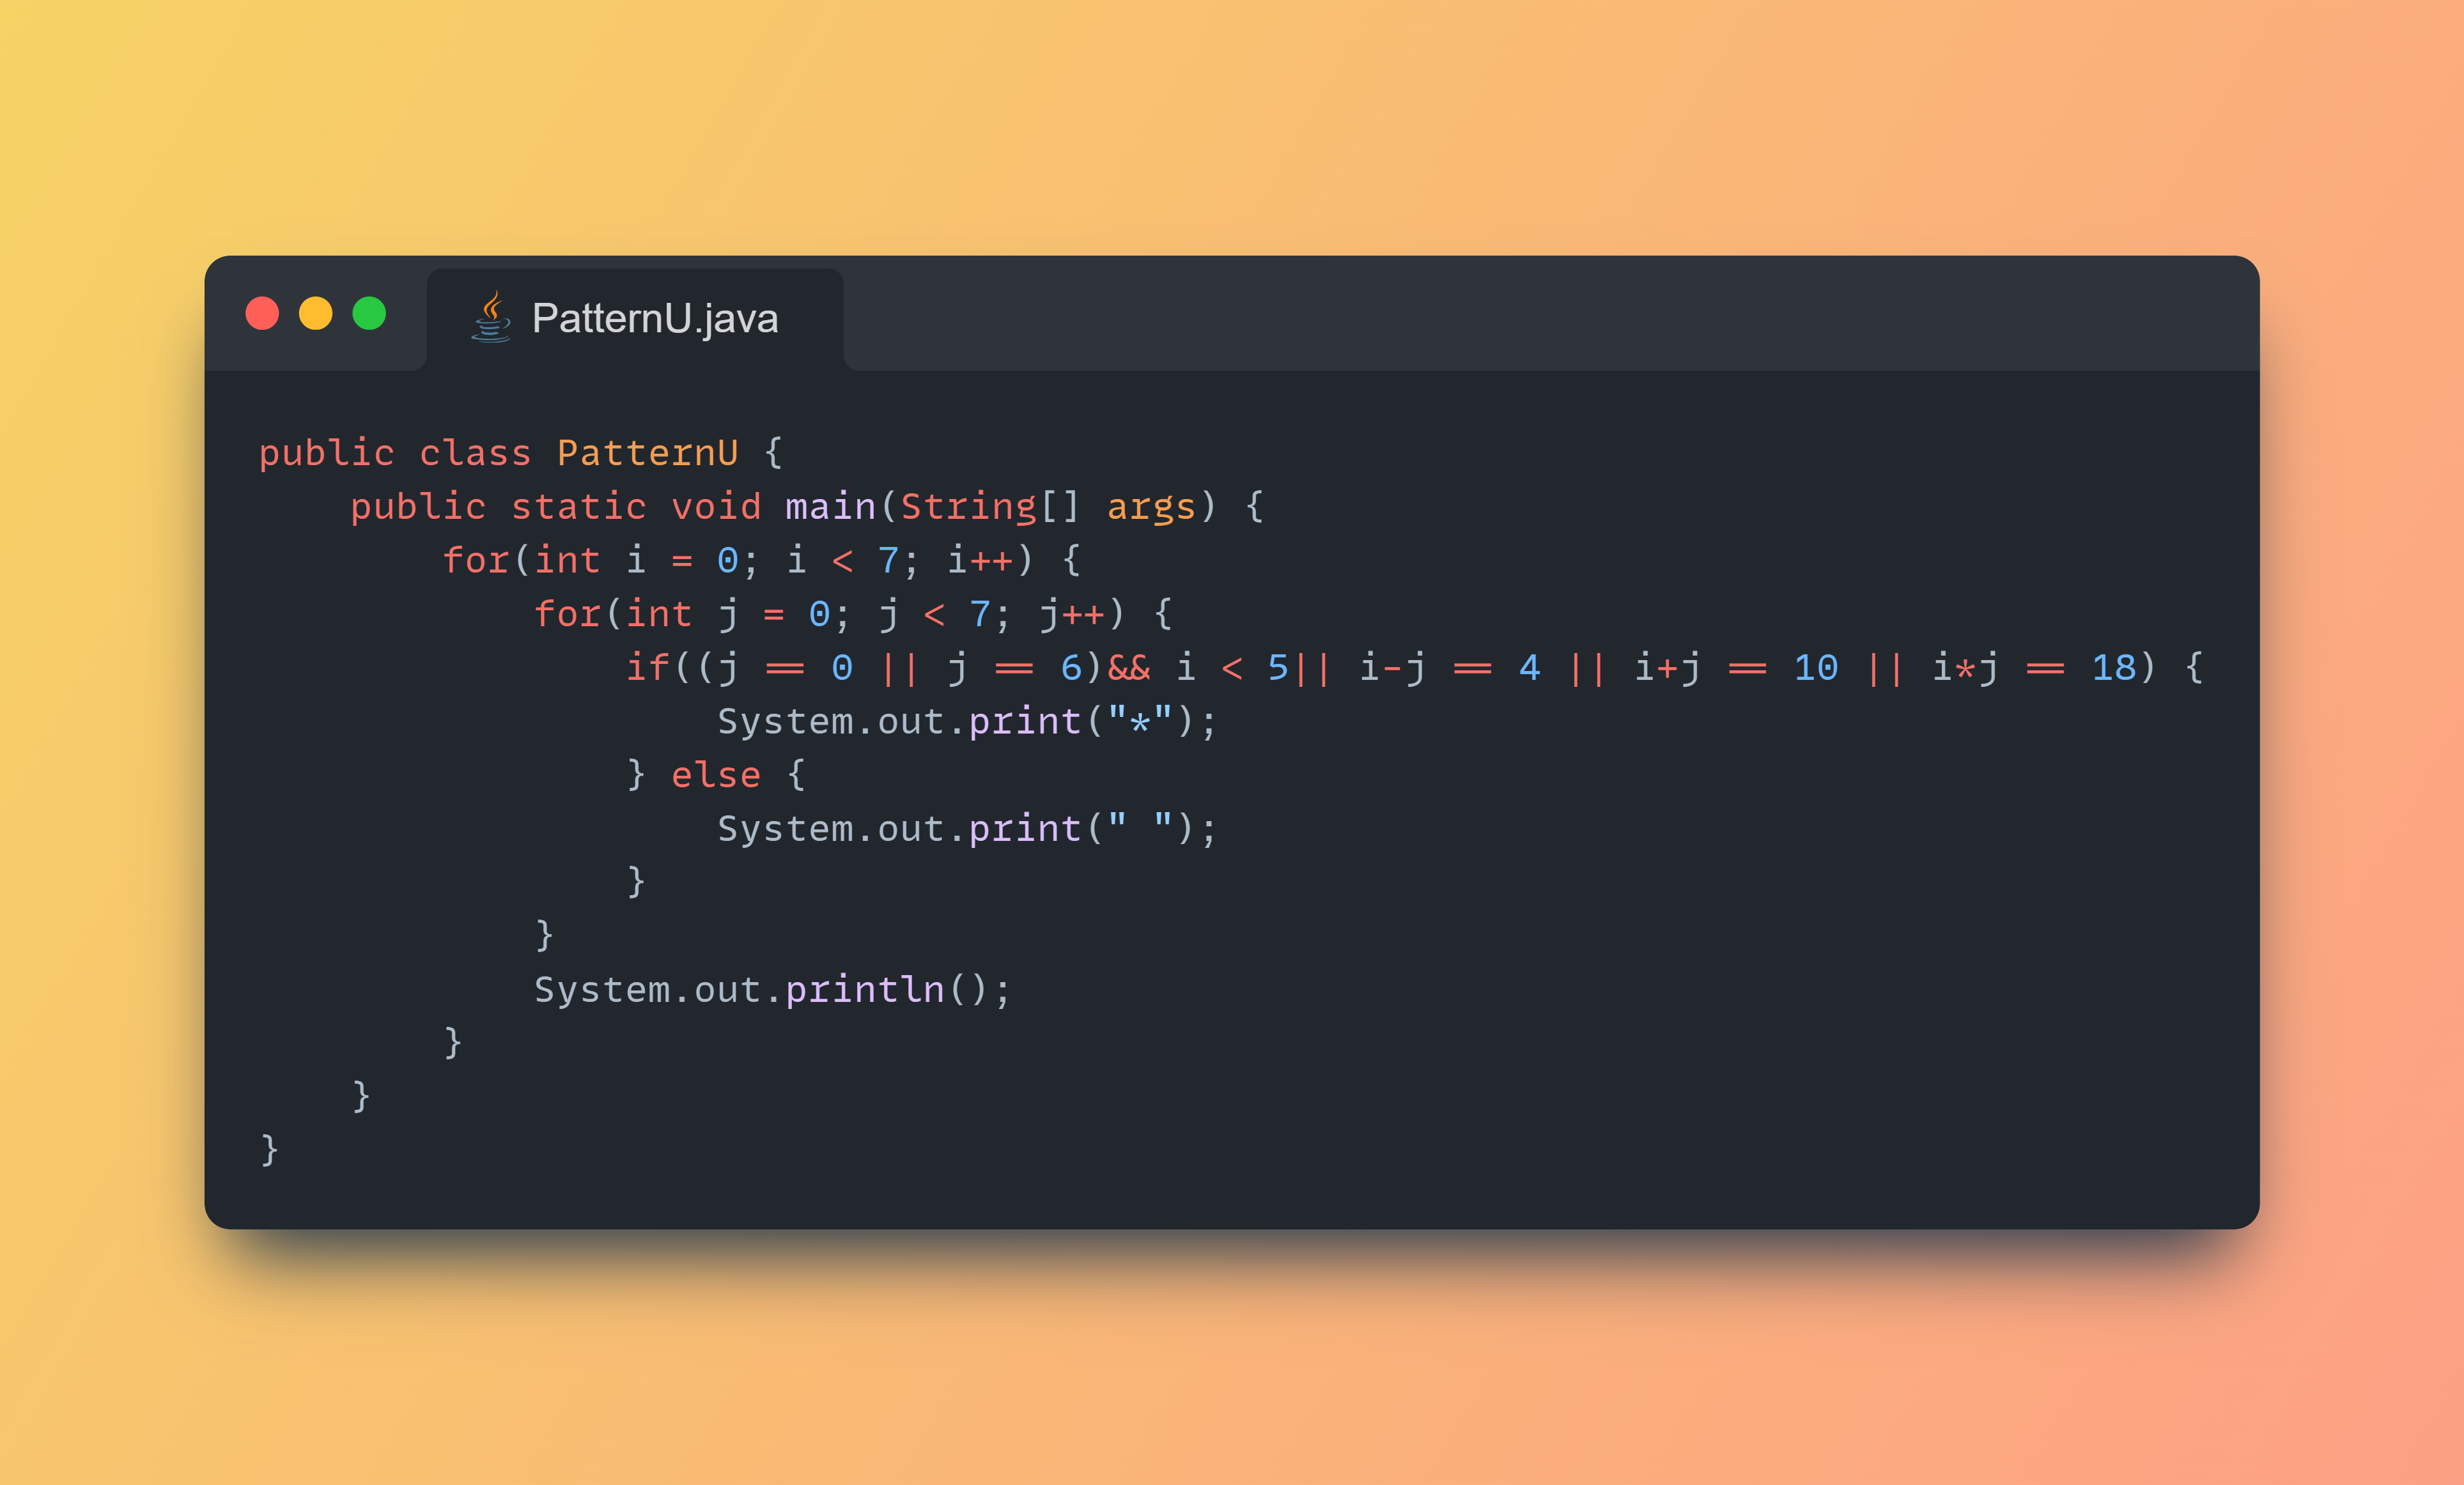 PatternU.java
public class PatternU {
    public static void main(String[] args) {
        for(int i = 0; i < 7; i++) {
            for(int j = 0; j < 7; j++) {
                if((j == 0 || j == 6)&& i < 5|| i-j == 4 || i+j == 10 || i*j == 18) {
                    System.out.print("*");
                } else {
                    System.out.print(" ");
                }
            }
            System.out.println();
        }
    }
}